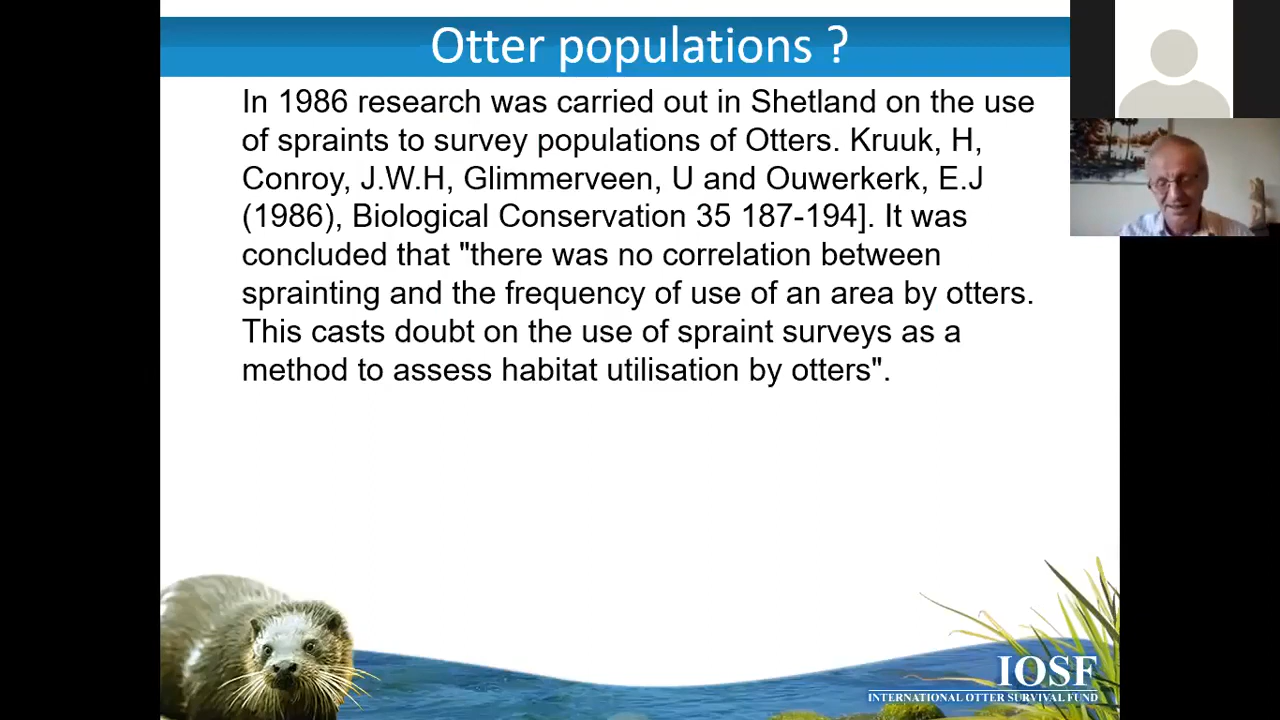 Otter populations ?
In 1986 research was carried out in Shetland on the use
of spraints to survey populations of Otters. Kruuk, H,
Conroy, J.W.H, Glimmerveen, U and Ouwerkerk, E.J
(1986), Biological Conservation 35 187-194]. It was
concluded that "there was no correlation between
sprainting and the frequency of use of an area by otters.
This casts doubt on the use of spraint surveys as a
method to assess habitat utilisation by otters".
IOSF
INTERNATIONAL OTTER SURVIVAL FUND